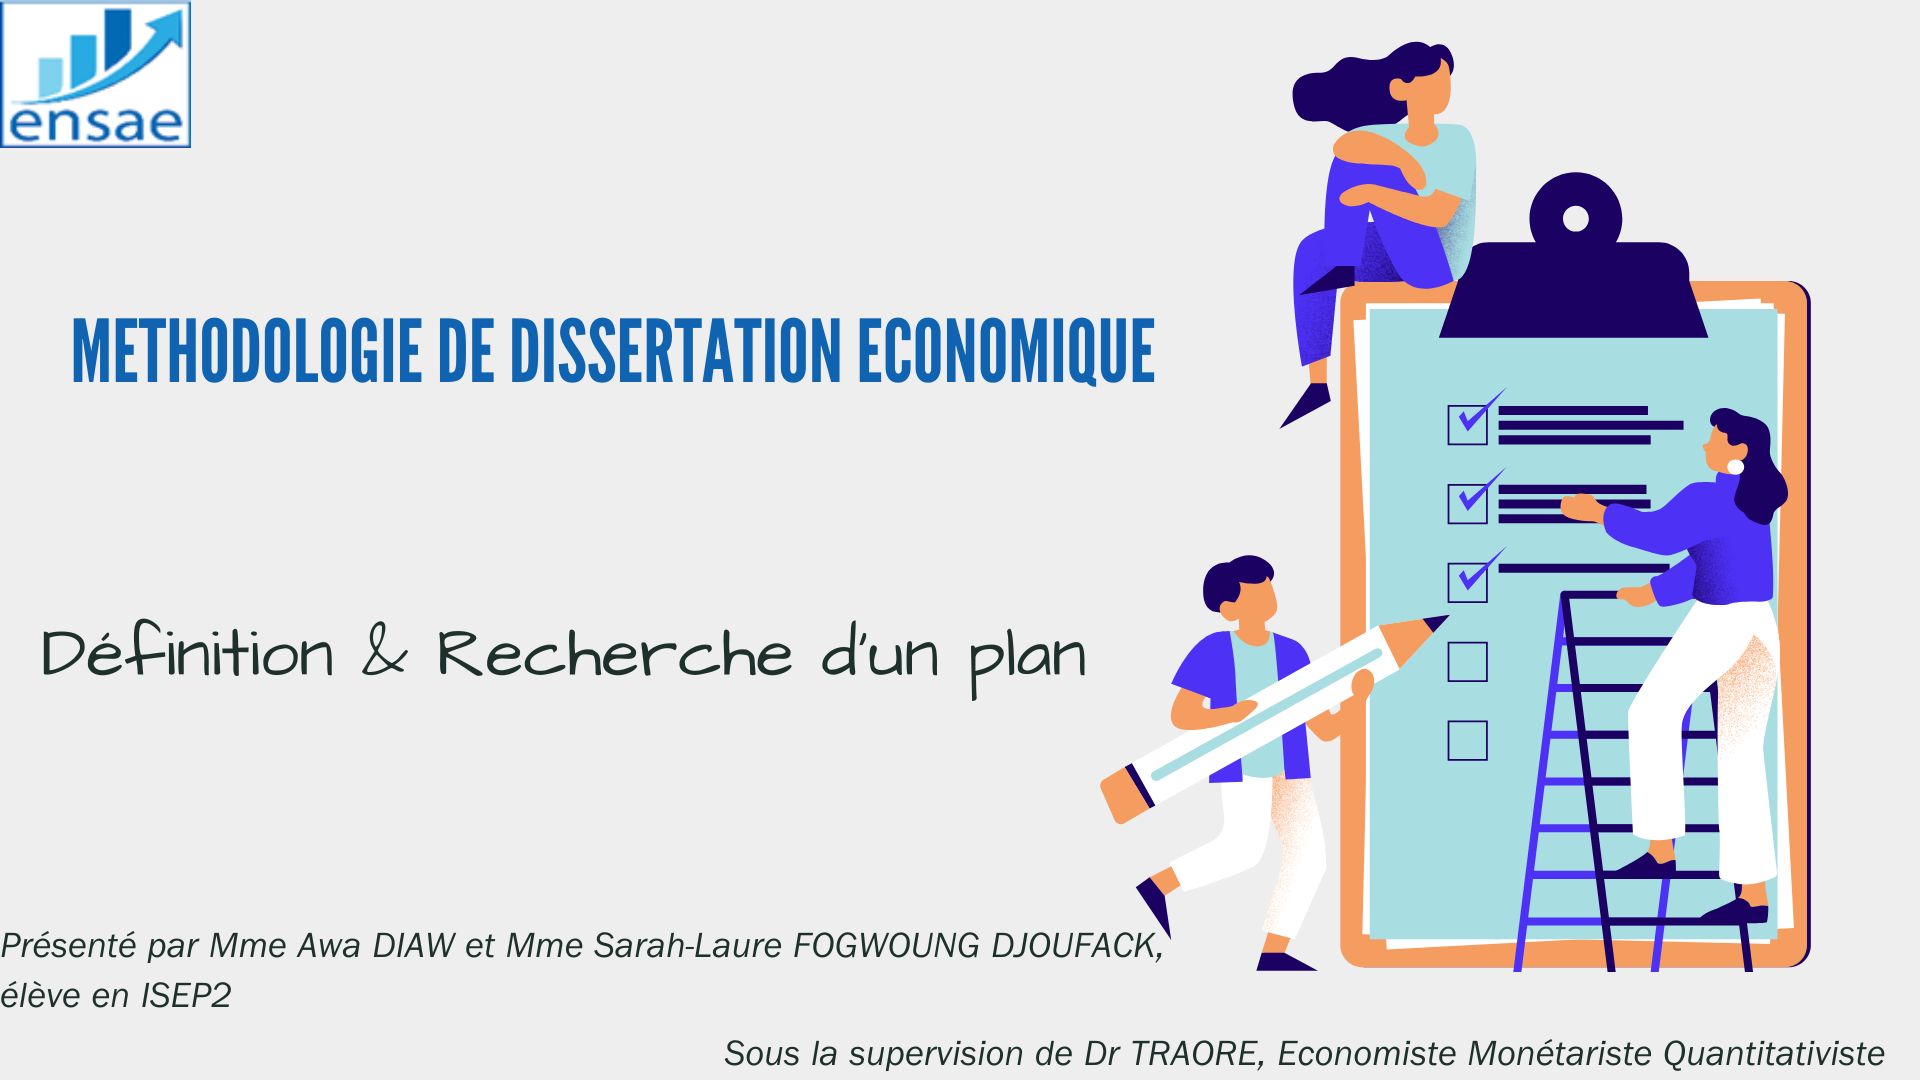 ensae
METHODOLOGIE DE DISSERTATION ECONOMIQUE
Définition & Recherche d'un plan
Présenté par Mme Awa DIAW et Mme Sarah-Laure FOGWOUNG DJOUFACK,
élève en ISEP2
Sous la supervision de Dr TRAORE, Economiste Monétariste Quantitativiste